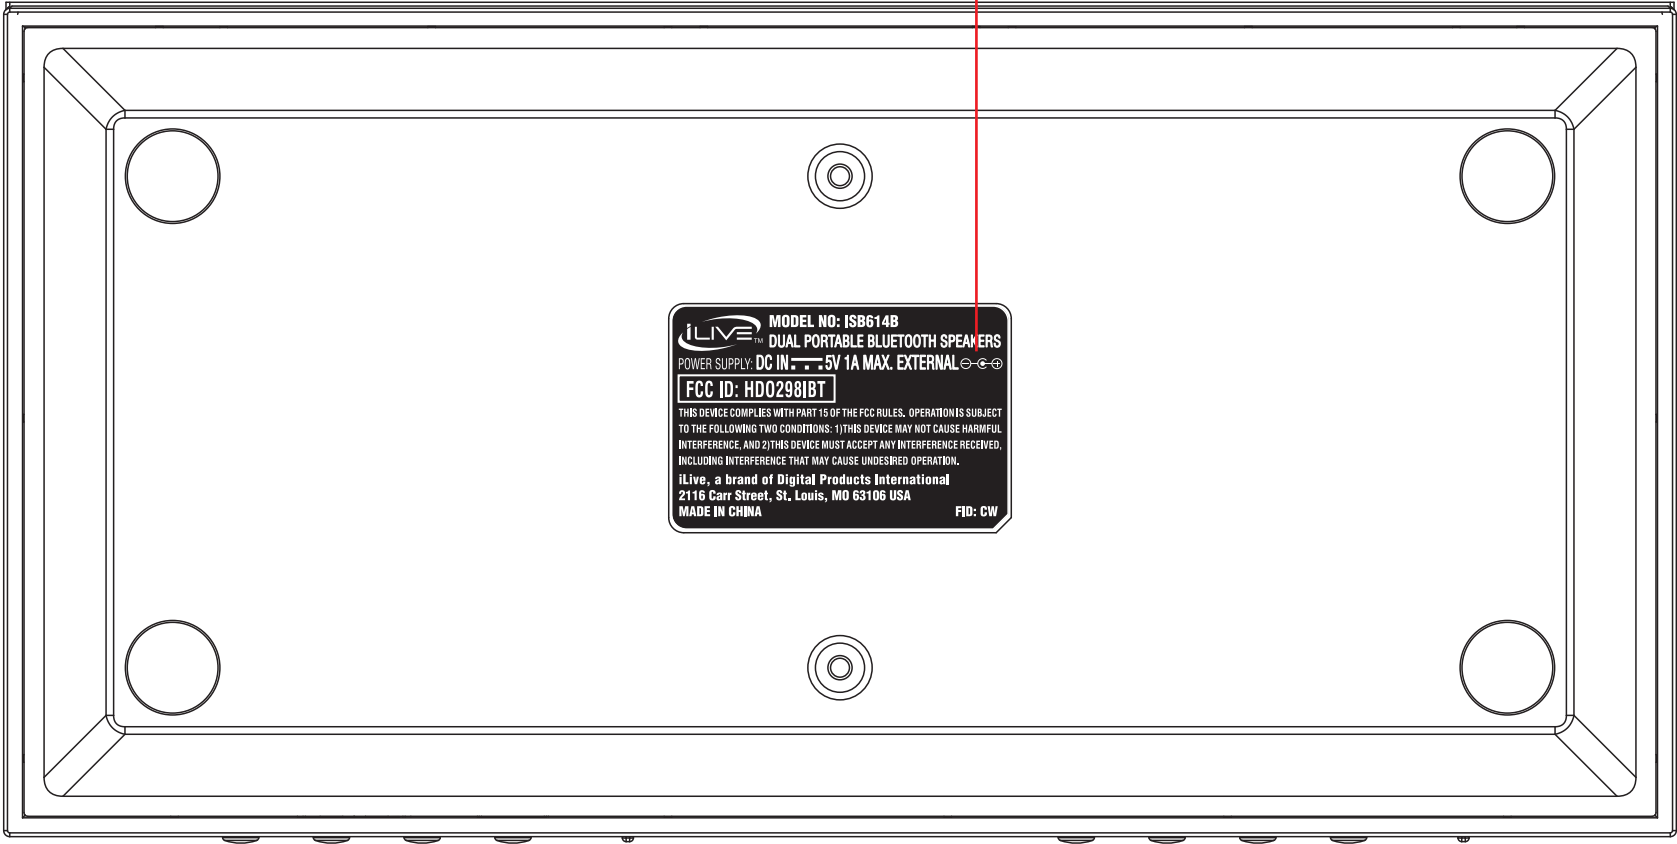 iLIVE™
MODEL NO: ISB614B
DUAL PORTABLE BLUETOOTH SPEAKERS
POWER SUPPLY: DC IN 5V 1A MAX. EXTERNAL
FCC ID: HDO298IBT
THIS DEVICE COMPLIES WITH PART 15 OF THE FCC RULES. OPERATION IS SUBJECT
TO THE FOLLOWING TWO CONDITIONS: 1)THIS DEVICE MAY NOT CAUSE HARMFUL
INTERFERENCE, AND 2)THIS DEVICE MUST ACCEPT ANY INTERFERENCE RECEIVED,
INCLUDING INTERFERENCE THAT MAY CAUSE UNDESIRED OPERATION.
iLive, a brand of Digital Products International
2116 Carr Street, St. Louis, MO 63106 USA
MADE IN CHINA FID: CW